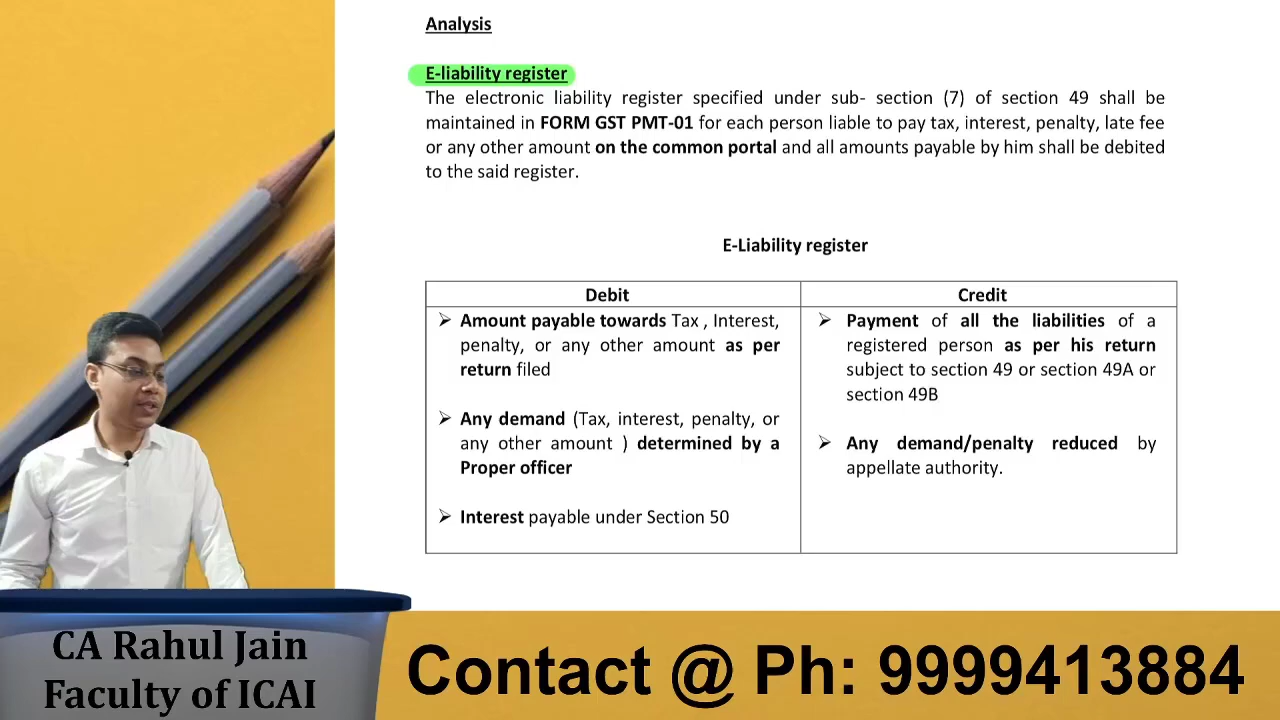 Analysis
E-liability register
The electronic liability register specified under sub- section (7) of section 49 shall be
maintained in FORM GST PMT-01 for each person liable to pay tax, interest, penalty, late fee
or any other amount on the common portal and all amounts payable by him shall be debited
to the said register.
E-Liability register
Debit
Credit
➢ Amount payable towards Tax , Interest,
penalty, or any other amount as per
return filed
➢ Any demand (Tax, interest, penalty, or
any other amount ) determined by a
Proper officer
➢ Interest payable under Section 50
➢ Payment of all the liabilities of a
registered person as per his return
subject to section 49 or section 49A or
section 49B
➢ Any demand/penalty reduced by
appellate authority.
CA Rahul Jain
Faculty of ICAI
Contact @ Ph: 9999413884